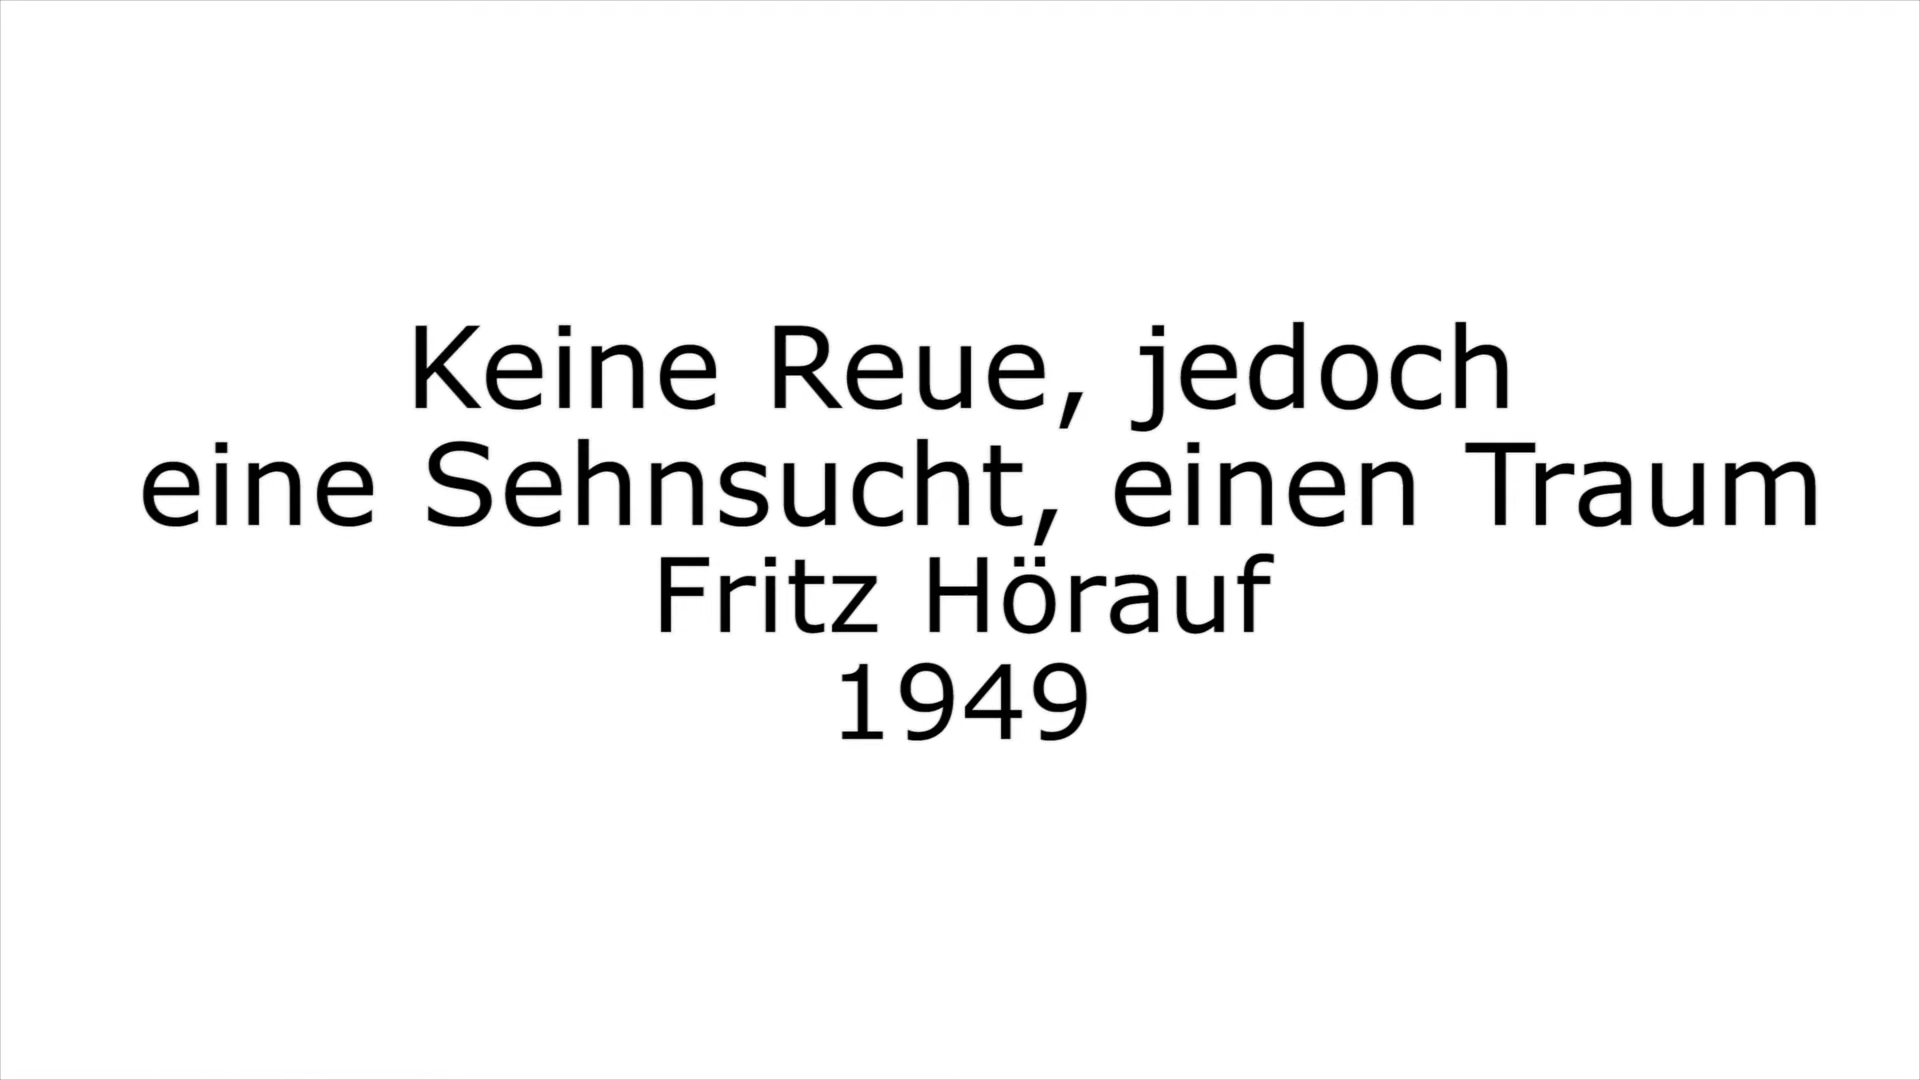 Keine Reue, jedoch
eine Sehnsucht, einen Traum
Fritz Hörauf
1949